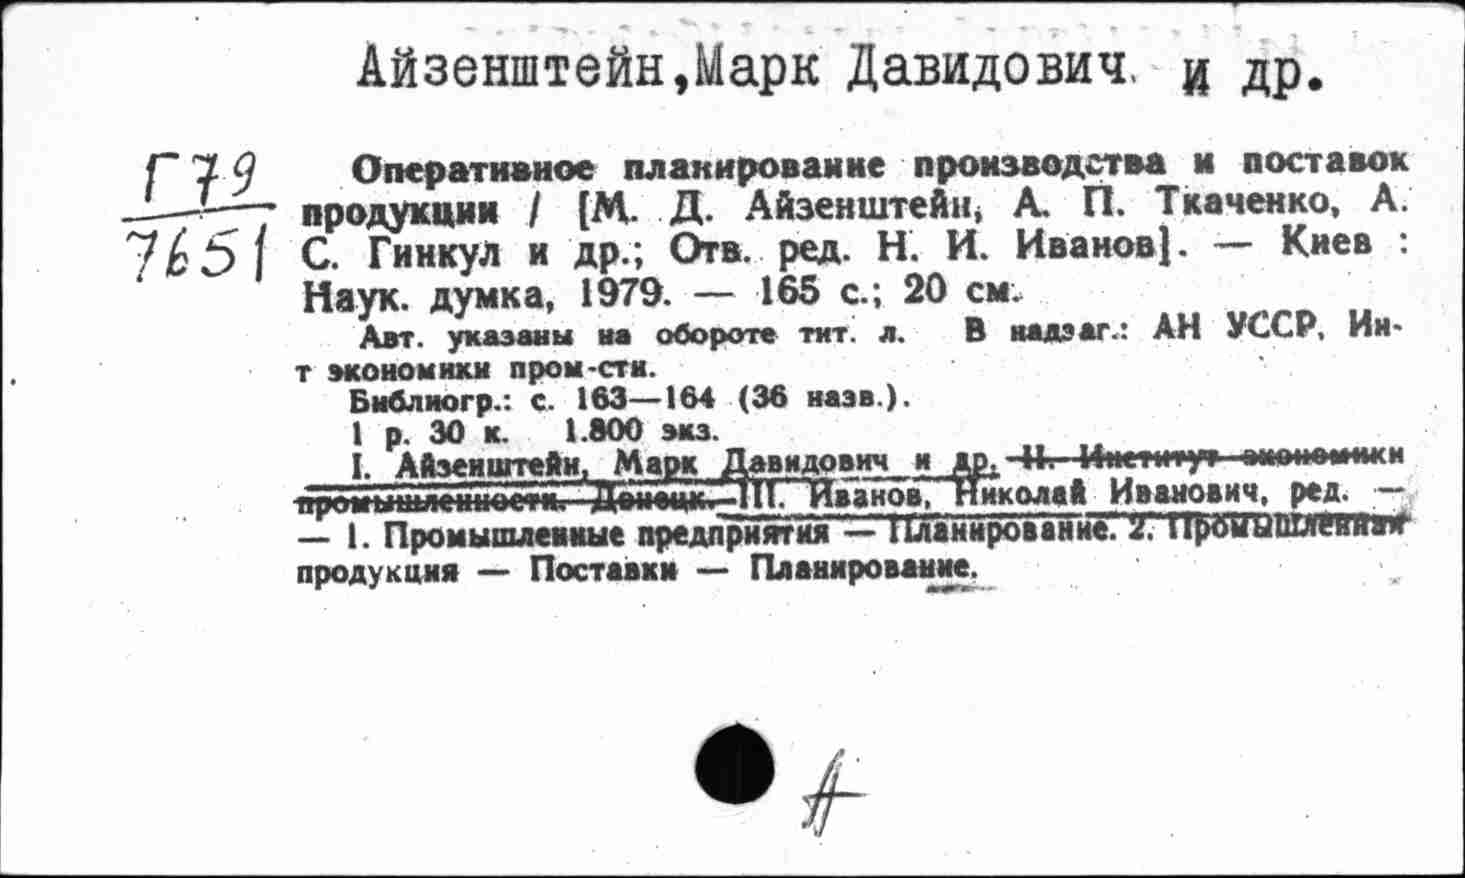 Айзенштейн,Марк Давидович. и др.
Г79
7651
Оперативное планирование производства и поставок
продукции / [М. Д. Айзенштейн, А. П. Ткаченко, А.
С. Гинкул и др.; Отв. ред. Н. И. Иванов]. — Киев :
Наук. думка, 1979. — 165 с.; 20 см.
Авт. указаны на обороте тит. л. В надзаг.: АН УССР, Ин-
т экономики пром-сти.
Библиогр.: с. 163—164 (36 назв.).
1 р. 30 к. 1.800 экз.
I. Айзенштейн, Марк Давидович и др. II. Институт экономики
промышленности. Донецк. III. Иванов, Николай Иванович, ред. —
— 1. Промышленные предприятия — Планирование. 2. Промышленная
продукция — Поставки — Планирование.